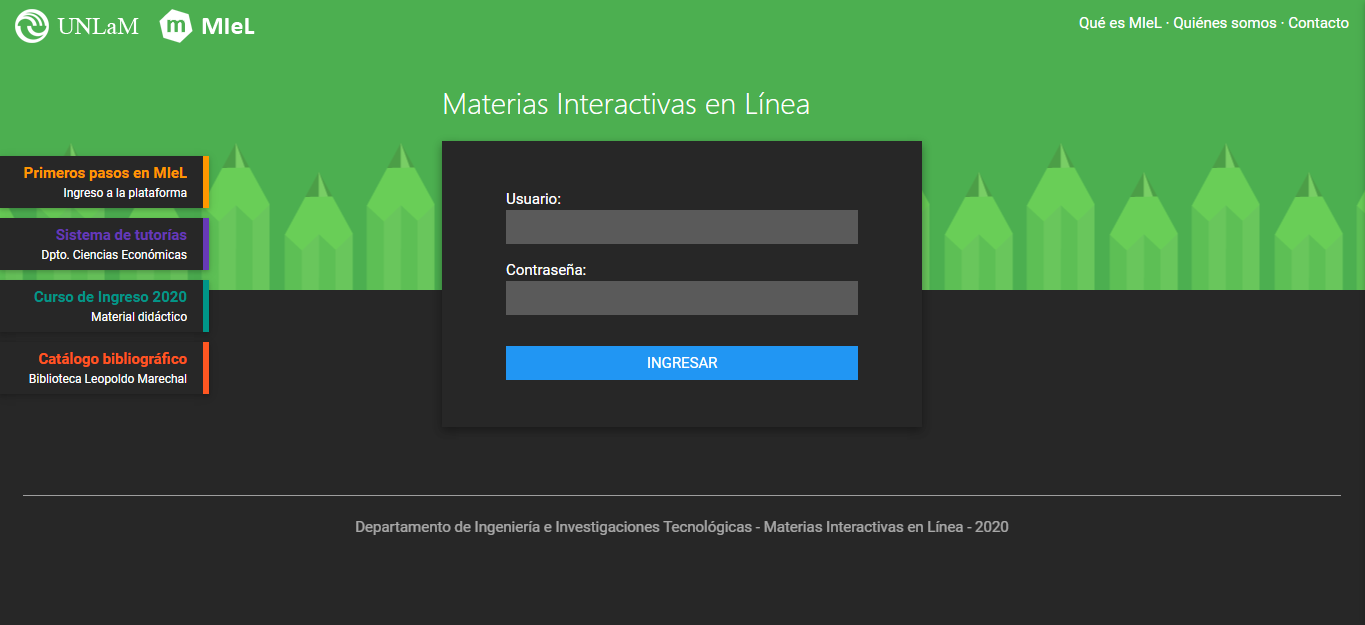 UNLaM
m MIeL
Qué es MIeL · Quiénes somos · Contacto
Materias Interactivas en Línea
Primeros pasos en MIeL
Ingreso a la plataforma
Sistema de tutorías
Dpto. Ciencias Económicas
Curso de Ingreso 2020
Material didáctico
Catálogo bibliográfico
Biblioteca Leopoldo Marechal
Usuario:
Contraseña:
INGRESAR
Departamento de Ingeniería e Investigaciones Tecnológicas - Materias Interactivas en Línea - 2020